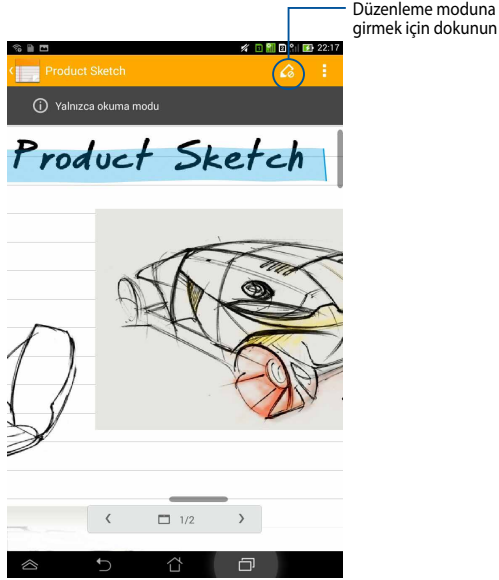 Düzenleme moduna
girmek için dokunun
22:17
Product Sketch
Yalnızca okuma modu
Product Sketch
1/2